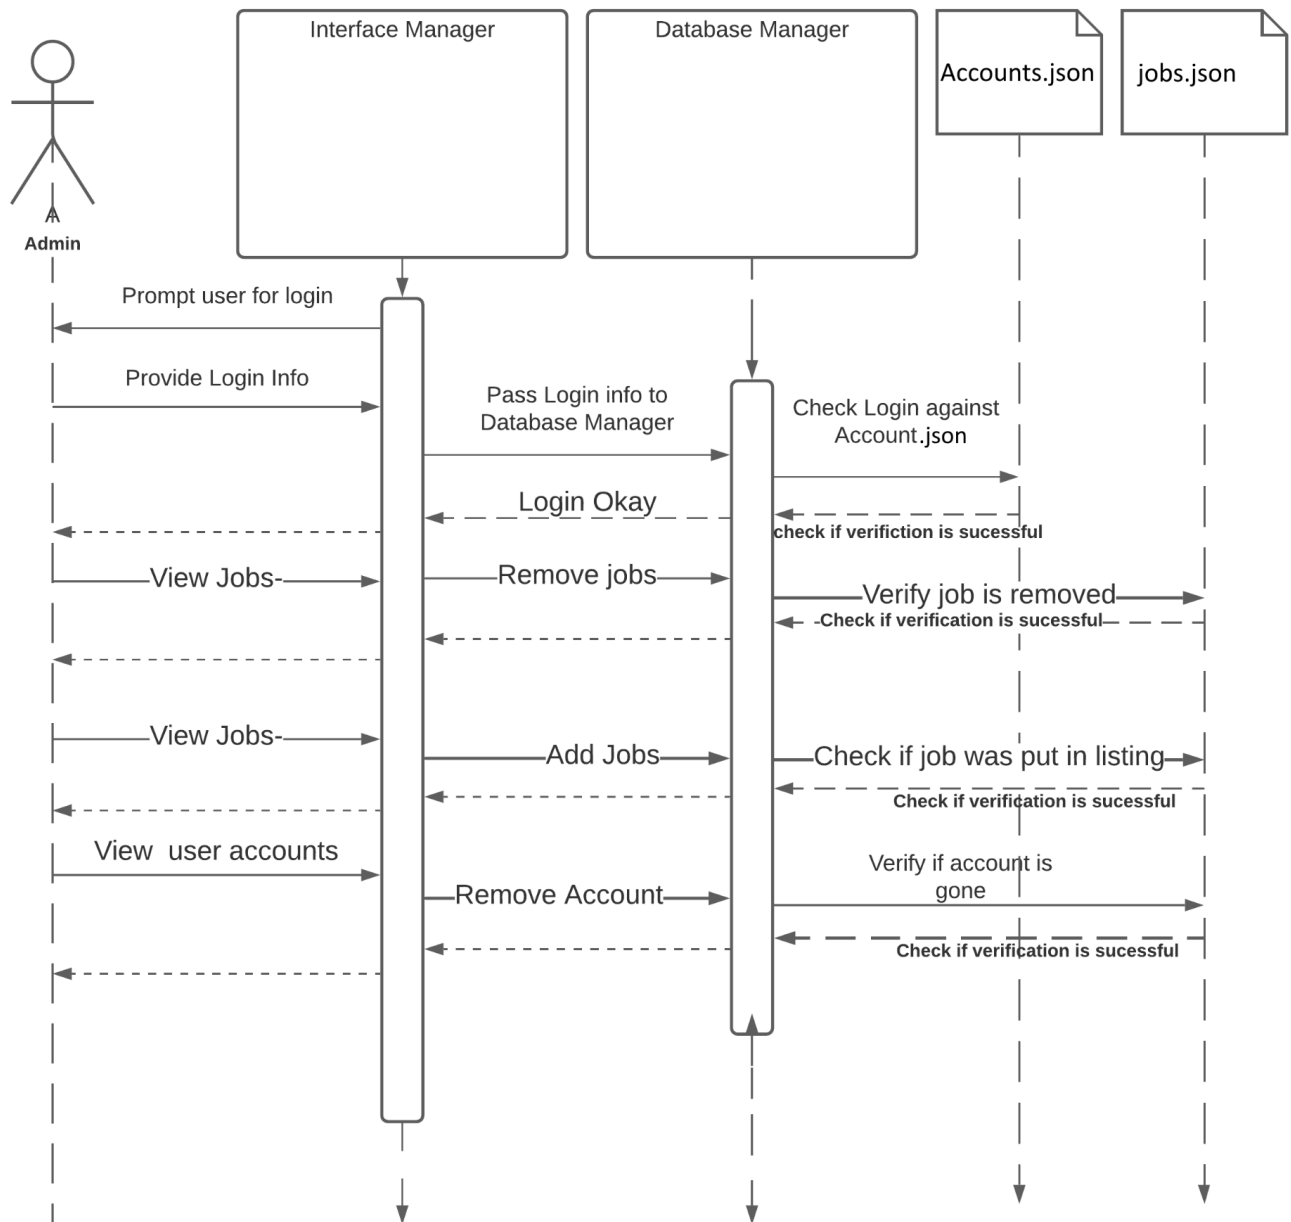 Interface Manager
Database Manager
Accounts.json
jobs.json
A
Admin
Prompt user for login
Provide Login Info
Pass Login info to
Database Manager
Check Login against
Account.json
Login Okay
check if verifiction is sucessful
View Jobs-
Remove jobs
Verify job is removed
Check if verification is sucessful
View Jobs-
Add Jobs
Check if job was put in listing
Check if verification is sucessful
View user accounts
Verify if account is
gone
Remove Account
Check if verification is sucessful